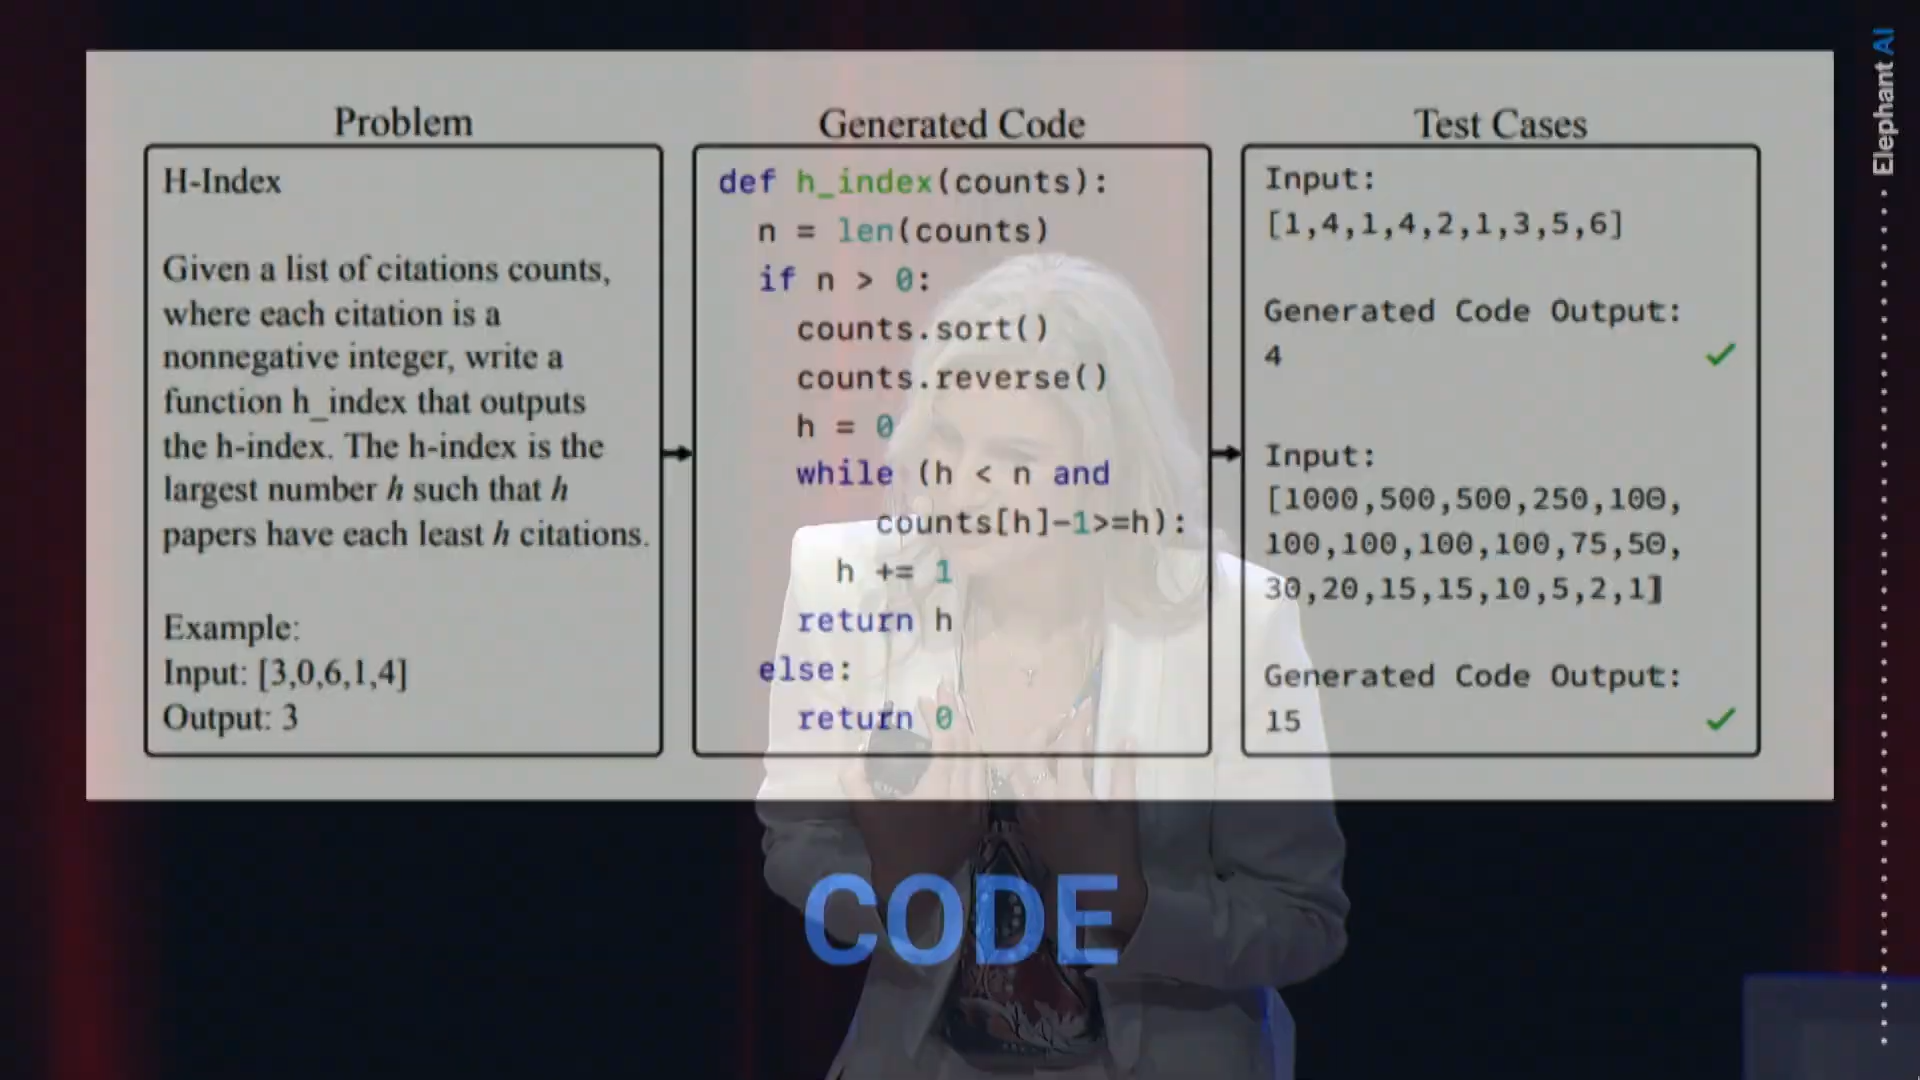 Problem
H-Index
Given a list of citations counts,
where each citation is a
nonnegative integer, write a
function h_index that outputs
the h-index. The h-index is the
largest number h such that h
papers have each least h citations.
Example:
Input: [3,0,6,1,4]
Output: 3
Generated Code
def h_index(counts):
  n = len(counts)
  if n > 0:
    counts.sort()
    counts.reverse()
    h = 0
    while (h < n and
        counts[h]-1>=h):
      h += 1
    return h
  else:
    return 0
Test Cases
Input:
[1,4,1,4,2,1,3,5,6]
Generated Code Output:
4
Input:
[1000,500,500,250,100,
100,100,100,100,75,50,
30,20,15,15,10,5,2,1]
Generated Code Output:
15
CODE
Elephant AI